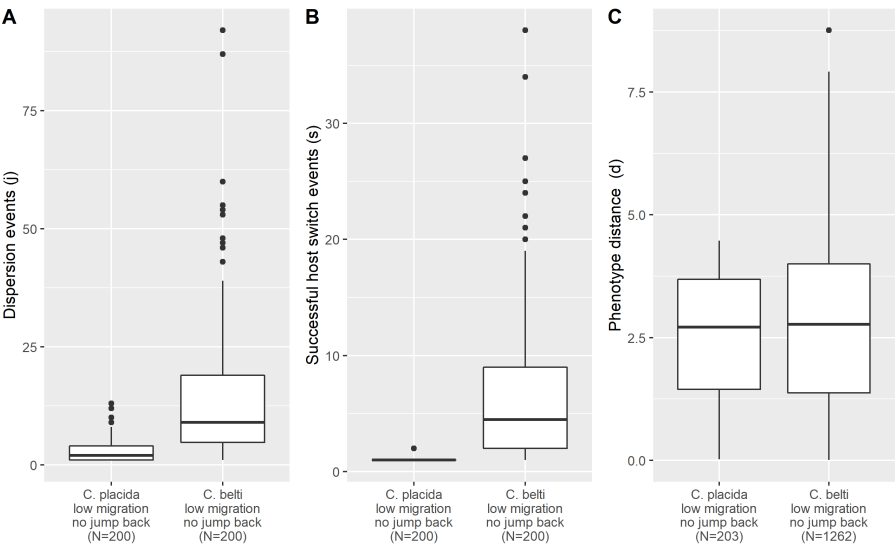 A
Dispersion events (j)
75
50
25
0
C. placida
low migration
no jump back
(N=200)
C. belti
low migration
no jump back
(N=200)
B
Successful host switch events (s)
30
20
10
0
C. placida
low migration
no jump back
(N=200)
C. belti
low migration
no jump back
(N=200)
C
Phenotype distance (d)
7.5
5.0
2.5
0.0
C. placida
low migration
no jump back
(N=203)
C. belti
low migration
no jump back
(N=1262)